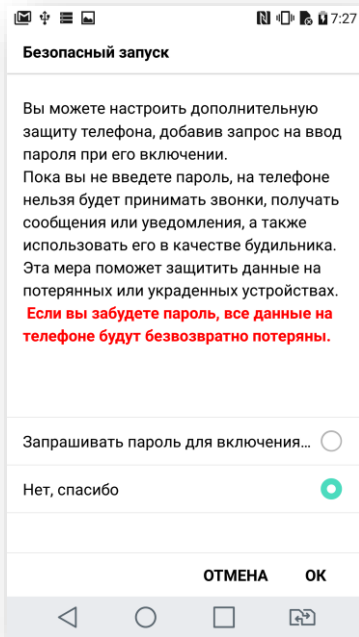 7:27
Безопасный запуск
Вы можете настроить дополнительную
защиту телефона, добавив запрос на ввод
пароля при его включении.
Пока вы не введете пароль, на телефоне
нельзя будет принимать звонки, получать
сообщения или уведомления, а также
использовать его в качестве будильника.
Эта мера поможет защитить данные на
потерянных или украденных устройствах.
Если вы забудете пароль, все данные на
телефоне будут безвозвратно потеряны.
Запрашивать пароль для включения...
Нет, спасибо
ОТМЕНА ОК